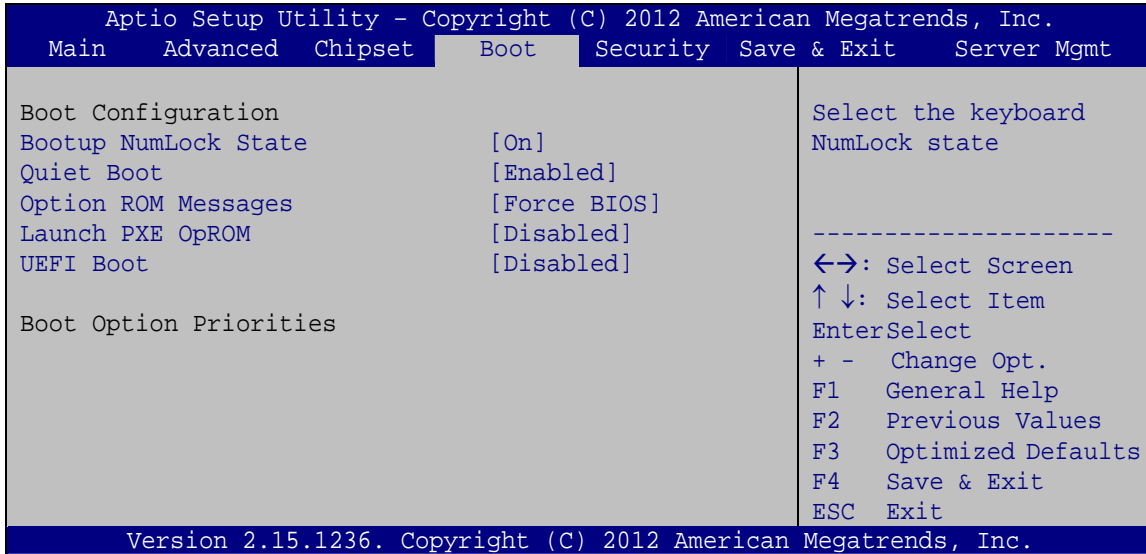 Aptio Setup Utility – Copyright (C) 2012 American Megatrends, Inc.
Main Advanced Chipset Boot Security Save & Exit Server Mgmt
Boot Configuration
Bootup NumLock State [On]
Quiet Boot [Enabled]
Option ROM Messages [Force BIOS]
Launch PXE OpROM [Disabled]
UEFI Boot [Disabled]
Boot Option Priorities
Select the keyboard
NumLock state
---------------------
←→: Select Screen
↑ ↓: Select Item
EnterSelect
+ - Change Opt.
F1 General Help
F2 Previous Values
F3 Optimized Defaults
F4 Save & Exit
ESC Exit
Version 2.15.1236. Copyright (C) 2012 American Megatrends, Inc.